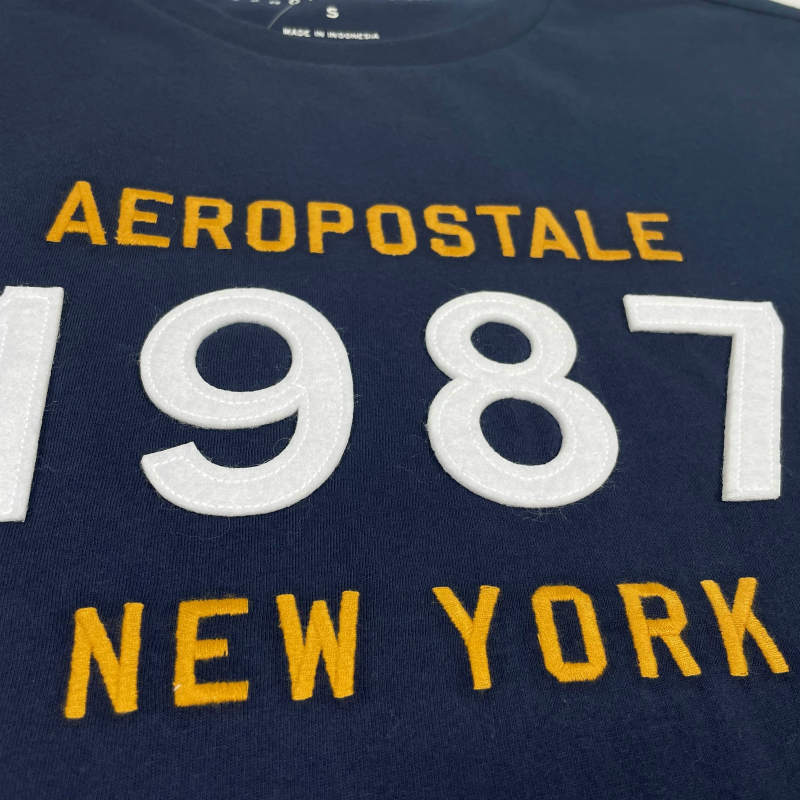 S
MADE IN INDONESIA
AEROPOSTALE
1987
NEW YORK